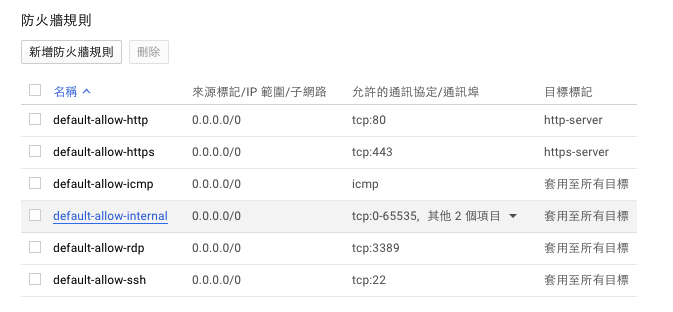 防火牆規則
新增防火牆規則 刪除
名稱 來源標記/IP 範圍/子網路 允許的通訊協定/通訊埠 目標標記
default-allow-http 0.0.0.0/0 tcp:80 http-server
default-allow-https 0.0.0.0/0 tcp:443 https-server
default-allow-icmp 0.0.0.0/0 icmp 套用至所有目標
default-allow-internal 0.0.0.0/0 tcp:0-65535, 其他 2 個項目 套用至所有目標
default-allow-rdp 0.0.0.0/0 tcp:3389 套用至所有目標
default-allow-ssh 0.0.0.0/0 tcp:22 套用至所有目標